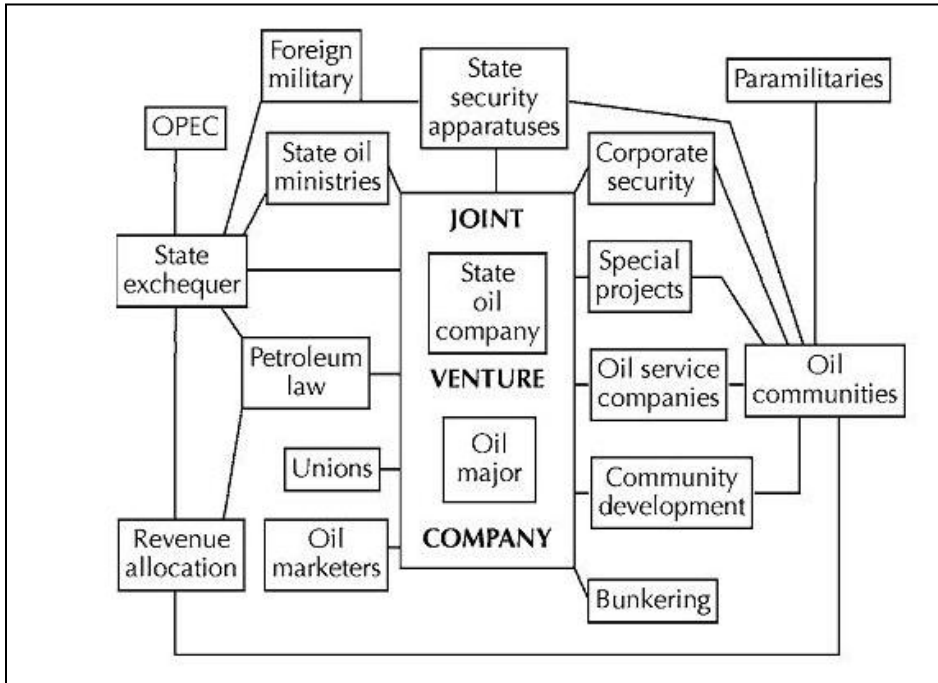 Foreign
military
State
security
apparatuses
Paramilitaries
OPEC
State oil
ministries
Corporate
security
JOINT
State
exchequer
State
oil
company
Special
projects
Petroleum
law
VENTURE
Oil service
companies
Oil
communities
Unions
Oil
major
Community
development
Revenue
allocation
Oil
marketers
COMPANY
Bunkering